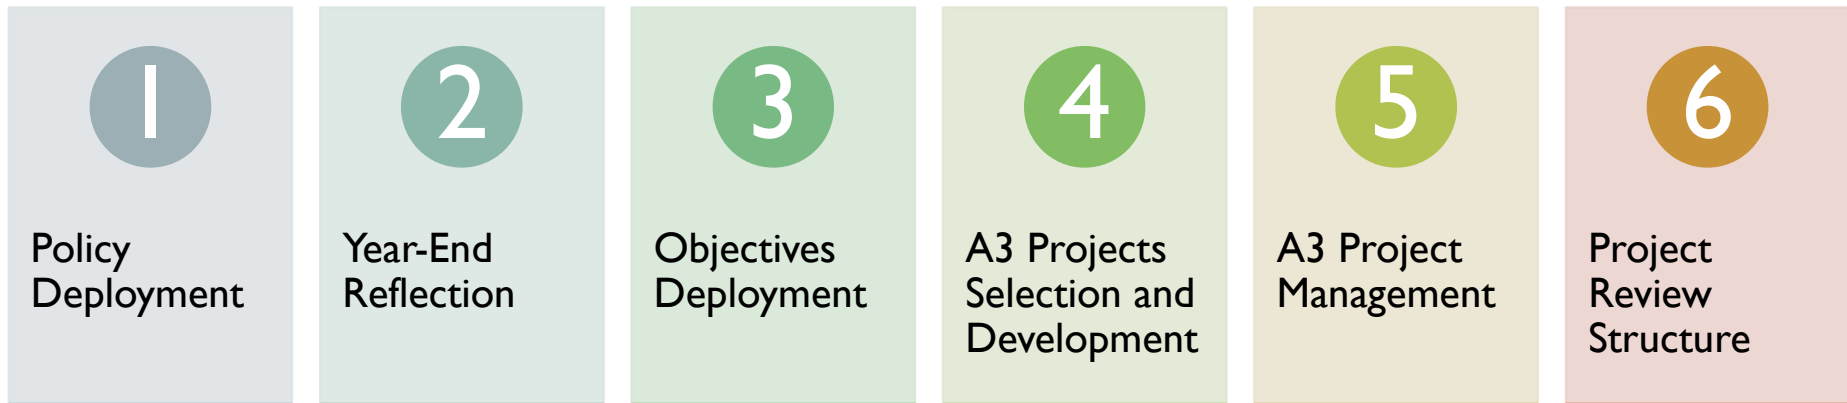 1
Policy
Deployment
2
Year-End
Reflection
3
Objectives
Deployment
4
A3 Projects
Selection and
Development
5
A3 Project
Management
6
Project
Review
Structure